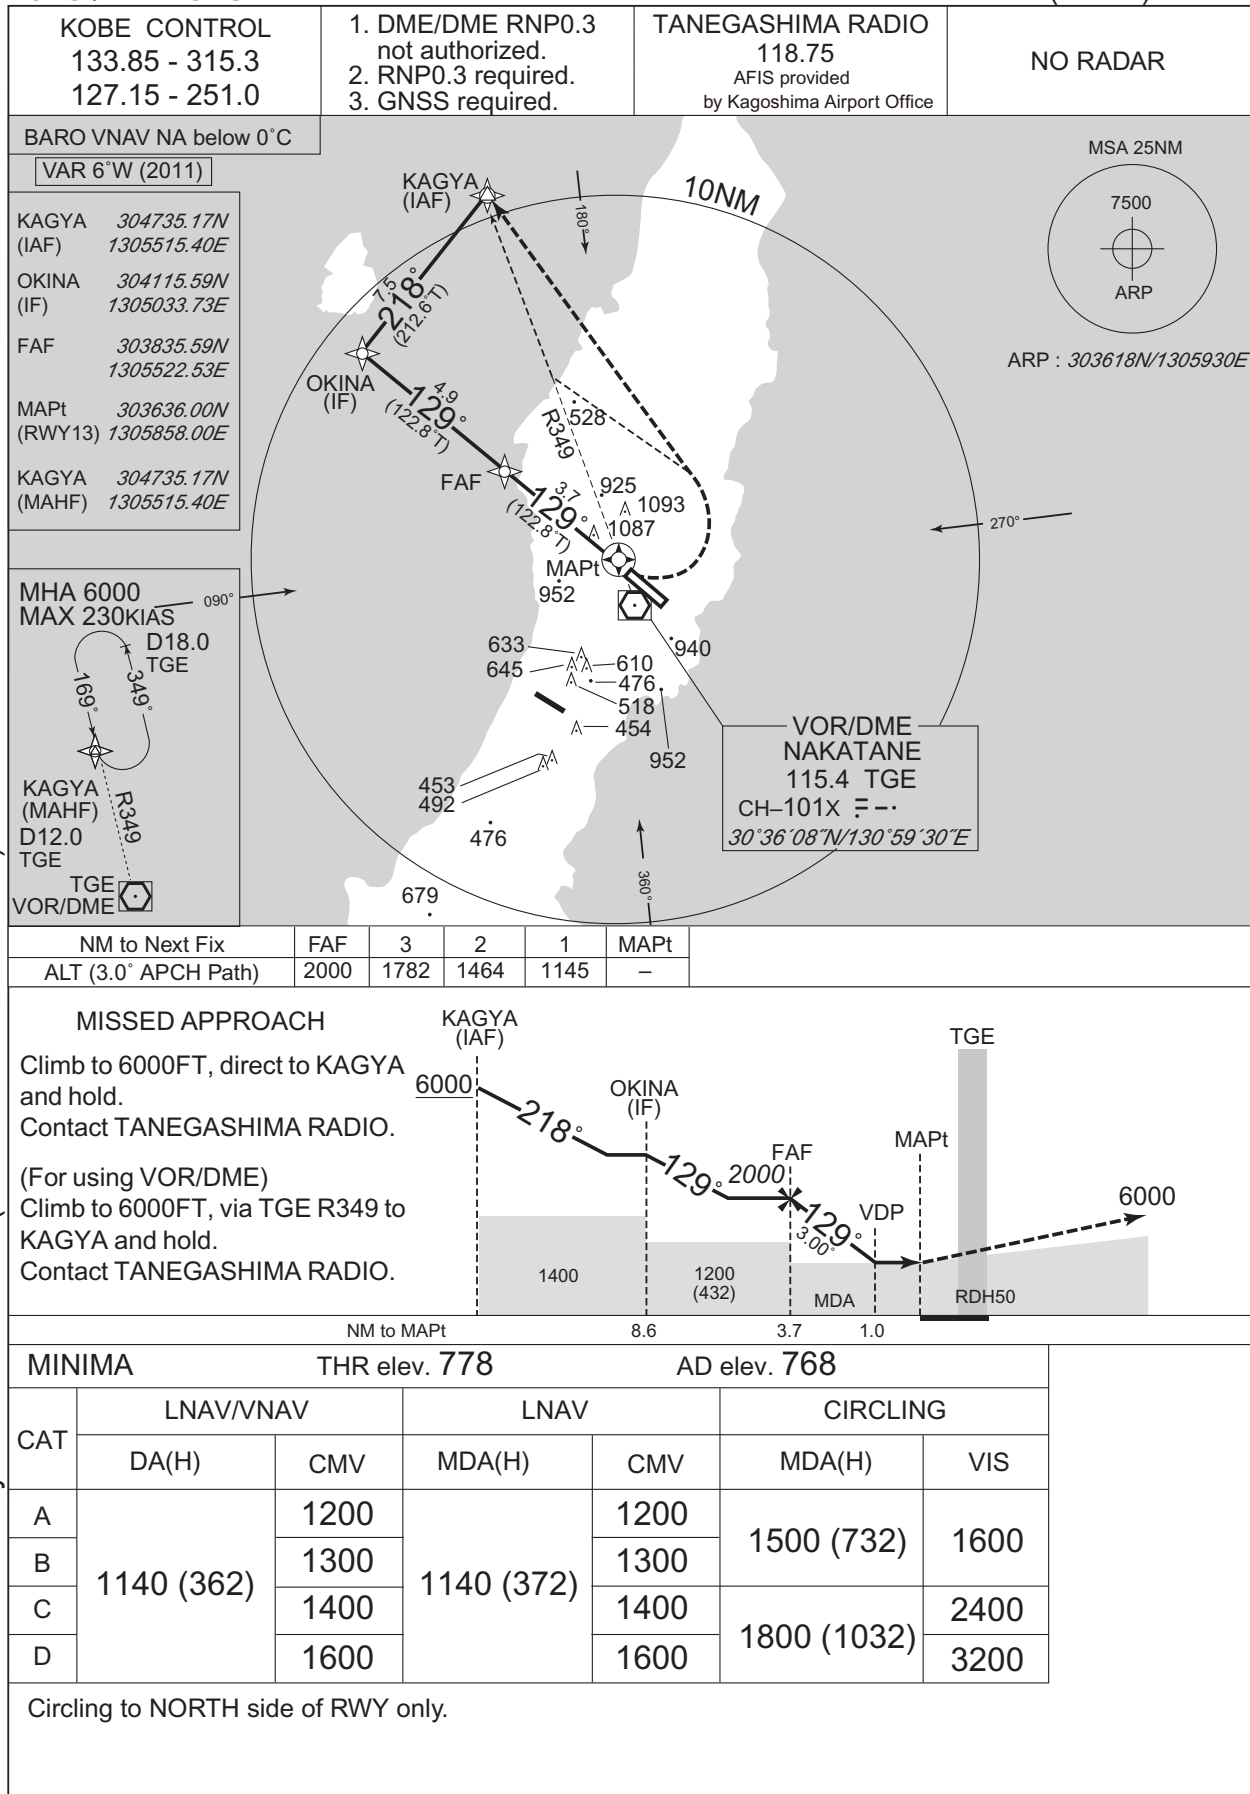 KOBE CONTROL
133.85 - 315.3
127.15 - 251.0
1. DME/DME RNP0.3
not authorized.
2. RNP0.3 required.
3. GNSS required.
TANEGASHIMA RADIO
118.75
AFIS provided
by Kagoshima Airport Office
NO RADAR
BARO VNAV NA below 0˚C
VAR 6˚W (2011)
KAGYA 304735.17N
(IAF) 1305515.40E
OKINA 304115.59N
(IF) 1305033.73E
FAF 303835.59N
1305522.53E
MAPt 303636.00N
(RWY13) 1305858.00E
KAGYA 304735.17N
(MAHF) 1305515.40E
KAGYA
(IAF)
180°
10NM
MSA 25NM
7500
ARP
ARP : 303618N/1305930E
7.5
218°
(212.6°T)
OKINA
(IF)
4.9
129°
(122.8°T)
R349
528
FAF
3.7
129°
(122.8°T)
925
1093
1087
MAPt
952
270°
090°
MHA 6000
MAX 230KIAS
D18.0
TGE
169°
349°
KAGYA
(MAHF)
D12.0
TGE
R349
TGE
VOR/DME
633
645
610
476
518
454
940
952
453
492
476
679
360°
VOR/DME
NAKATANE
115.4 TGE
CH–101X
30°36´08˝N/130°59´30˝E
NM to Next Fix FAF 3 2 1 MAPt
ALT (3.0˚ APCH Path) 2000 1782 1464 1145 –
MISSED APPROACH
Climb to 6000FT, direct to KAGYA
and hold.
Contact TANEGASHIMA RADIO.
(For using VOR/DME)
Climb to 6000FT, via TGE R349 to
KAGYA and hold.
Contact TANEGASHIMA RADIO.
KAGYA
(IAF)
6000
218°
OKINA
(IF)
129°
2000
FAF
129°
3.00°
VDP
MAPt
TGE
6000
1400
1200
(432)
MDA
RDH50
NM to MAPt 8.6 3.7 1.0
MINIMA THR elev. 778 AD elev. 768
CAT LNAV/VNAV LNAV CIRCLING
DA(H) CMV MDA(H) CMV MDA(H) VIS
A 1200 1200
B 1300 1300
1500 (732) 1600
1140 (362) 1140 (372)
C 1400 1400 2400
1800 (1032)
D 1600 1600 3200
Circling to NORTH side of RWY only.